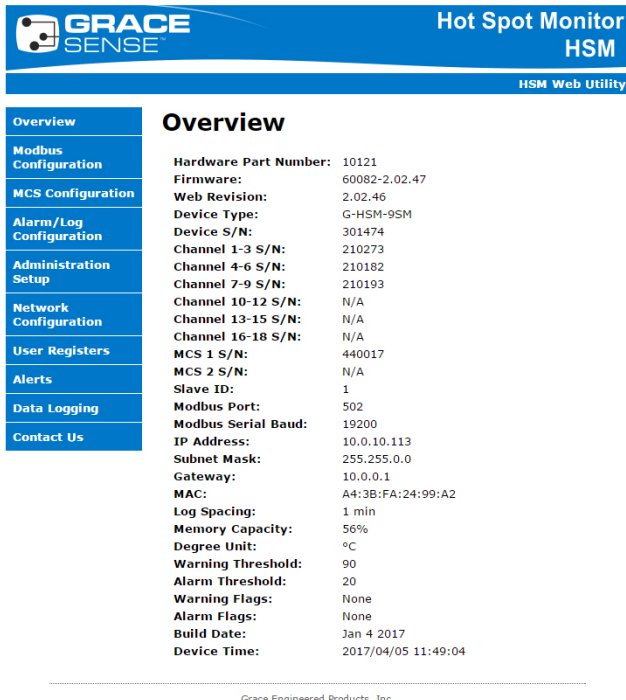 GRACE
SENSE™
Hot Spot Monitor
HSM
HSM Web Utility
Overview
Modbus
Configuration
MCS Configuration
Alarm/Log
Configuration
Administration
Setup
Network
Configuration
User Registers
Alerts
Data Logging
Contact Us
Overview
Hardware Part Number: 10121
Firmware: 60082-2.02.47
Web Revision: 2.02.46
Device Type: G-HSM-9SM
Device S/N: 301474
Channel 1-3 S/N: 210273
Channel 4-6 S/N: 210182
Channel 7-9 S/N: 210193
Channel 10-12 S/N: N/A
Channel 13-15 S/N: N/A
Channel 16-18 S/N: N/A
MCS 1 S/N: 440017
MCS 2 S/N: N/A
Slave ID: 1
Modbus Port: 502
Modbus Serial Baud: 19200
IP Address: 10.0.10.113
Subnet Mask: 255.255.0.0
Gateway: 10.0.0.1
MAC: A4:3B:FA:24:99:A2
Log Spacing: 1 min
Memory Capacity: 56%
Degree Unit: °C
Warning Threshold: 90
Alarm Threshold: 20
Warning Flags: None
Alarm Flags: None
Build Date: Jan 4 2017
Device Time: 2017/04/05 11:49:04
Grace Engineered Products, Inc.